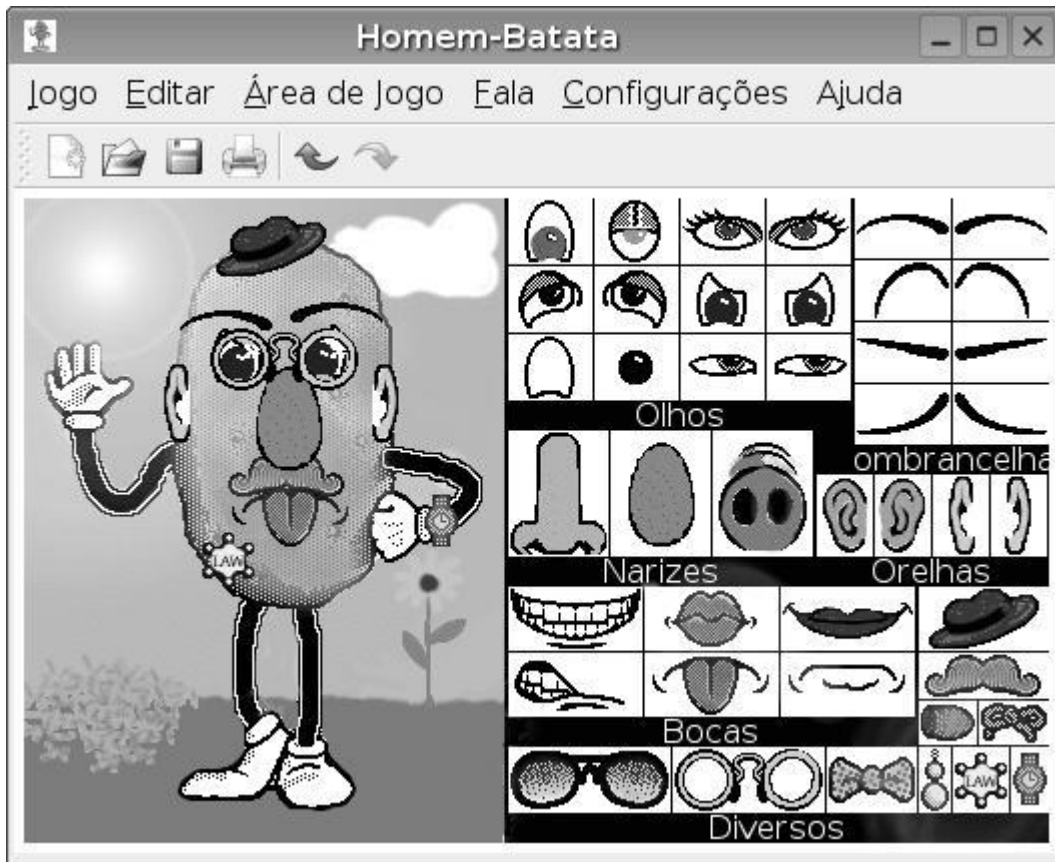 Homem-Batata
Jogo Editar Área de Jogo Fala Configurações Ajuda
Olhos
ombrancelha
Narizes
Orelhas
LAW
Bocas
LAW
Diversos